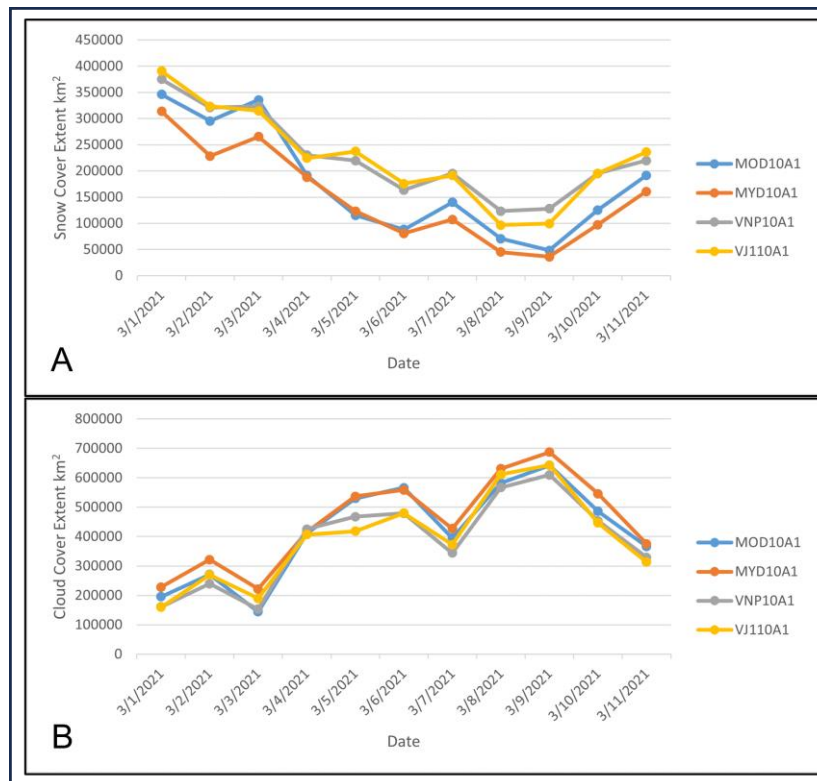 450000
400000
350000
300000
250000
200000
150000
100000
50000
0
Snow Cover Extent km²
3/1/2021
3/2/2021
3/3/2021
3/4/2021
3/5/2021
3/6/2021
3/7/2021
3/8/2021
3/9/2021
3/10/2021
3/11/2021
Date
MOD10A1
MYD10A1
VNP10A1
VJ110A1
A
800000
700000
600000
500000
400000
300000
200000
100000
0
Cloud Cover Extent km²
3/1/2021
3/2/2021
3/3/2021
3/4/2021
3/5/2021
3/6/2021
3/7/2021
3/8/2021
3/9/2021
3/10/2021
3/11/2021
Date
MOD10A1
MYD10A1
VNP10A1
VJ110A1
B